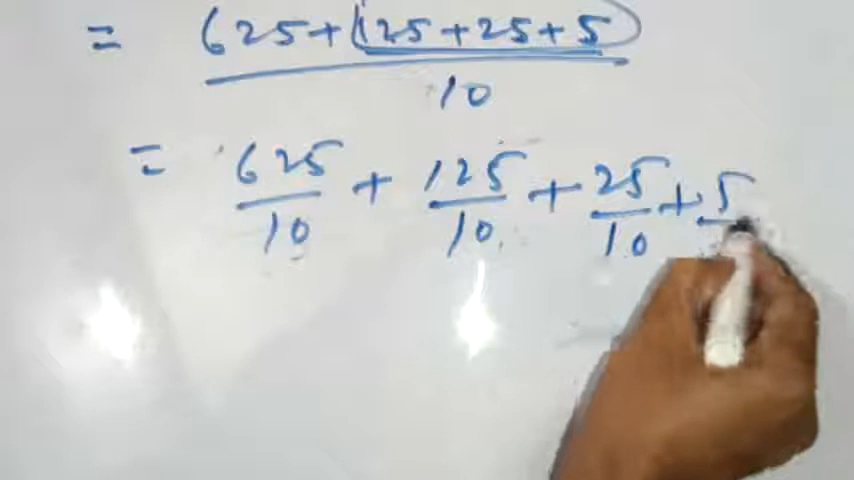 = 625+(125+25+5)
10
= 625/10 + 125/10 + 25/10 + 5